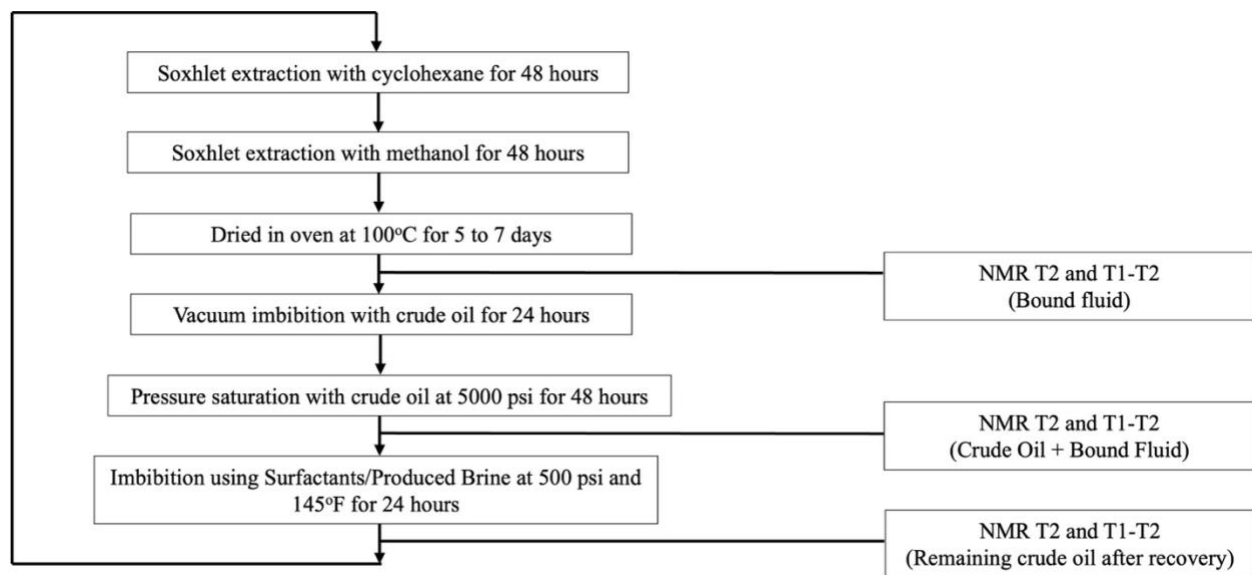 Soxhlet extraction with cyclohexane for 48 hours
Soxhlet extraction with methanol for 48 hours
Dried in oven at 100ᵒC for 5 to 7 days
NMR T2 and T1-T2
(Bound fluid)
Vacuum imbibition with crude oil for 24 hours
Pressure saturation with crude oil at 5000 psi for 48 hours
NMR T2 and T1-T2
(Crude Oil + Bound Fluid)
Imbibition using Surfactants/Produced Brine at 500 psi and
145ᵒF for 24 hours
NMR T2 and T1-T2
(Remaining crude oil after recovery)